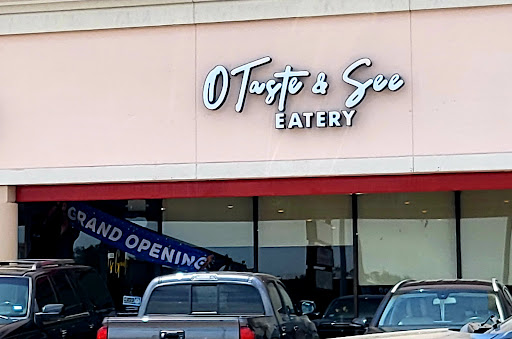 O Taste & See
EATERY
GRAND OPENING